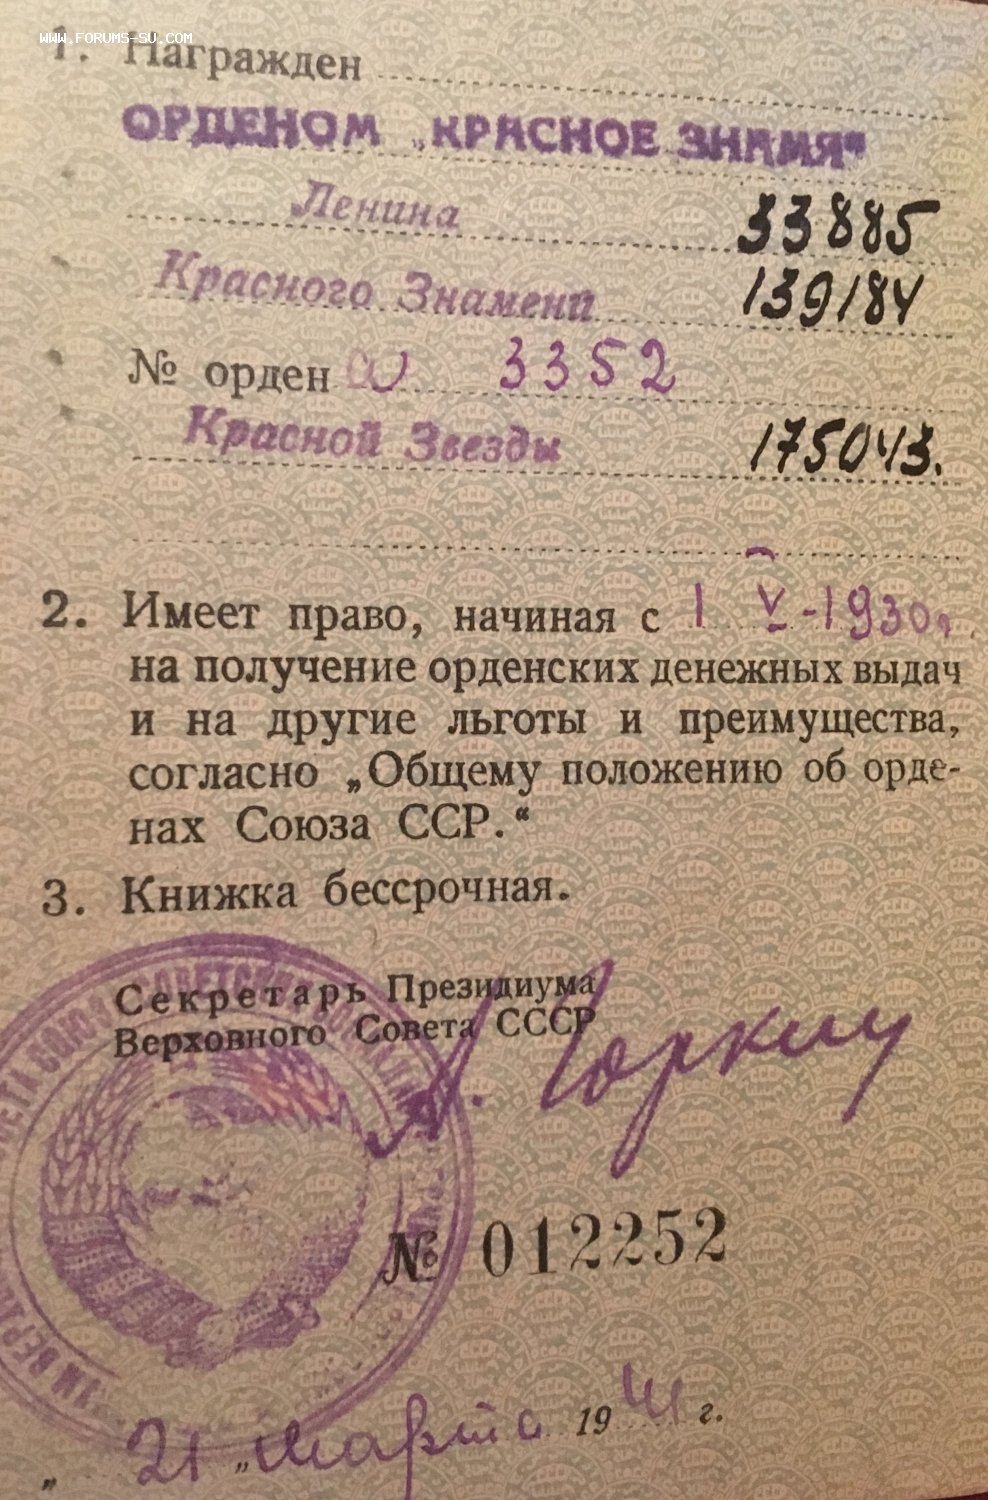 WWW.FORUMS-SU.COM
1. Награжден
ОРДЕНОМ „КРАСНОЕ ЗНАМЯ"
Ленина 33885
Красного Знамени 139184
№ орден 3352
Красной Звезды 175043.
2. Имеет право, начиная с 1 V-1930г.
на получение орденских денежных выдач
и на другие льготы и преимущества,
согласно „Общему положению об орде-
нах Союза ССР.“
3. Книжка бессрочная.
Секретарь Президиума
Верховного Совета СССР
А. Горкин
№ 012252
„ 21 „ марта 1941 г.